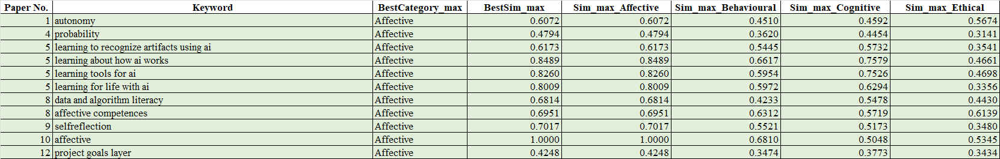 Paper No. Keyword BestCategory_max BestSim_max Sim_max_Affective Sim_max_Behavioural Sim_max_Cognitive Sim_max_Ethical
1 autonomy Affective 0.6072 0.6072 0.4510 0.4592 0.5674
4 probability Affective 0.4794 0.4794 0.3620 0.4454 0.3141
5 learning to recognize artifacts using ai Affective 0.6173 0.6173 0.5445 0.5732 0.3541
5 learning about how ai works Affective 0.8489 0.8489 0.6617 0.7579 0.4661
5 learning tools for ai Affective 0.8260 0.8260 0.5954 0.7526 0.4698
5 learning for life with ai Affective 0.8009 0.8009 0.5972 0.6294 0.3356
8 data and algorithm literacy Affective 0.6814 0.6814 0.4233 0.5478 0.4430
8 affective competences Affective 0.6951 0.6951 0.6312 0.5719 0.6139
9 selfreflection Affective 0.7017 0.7017 0.5521 0.5173 0.3480
10 affective Affective 1.0000 1.0000 0.6810 0.5048 0.5345
12 project goals layer Affective 0.4248 0.4248 0.3474 0.3773 0.3434